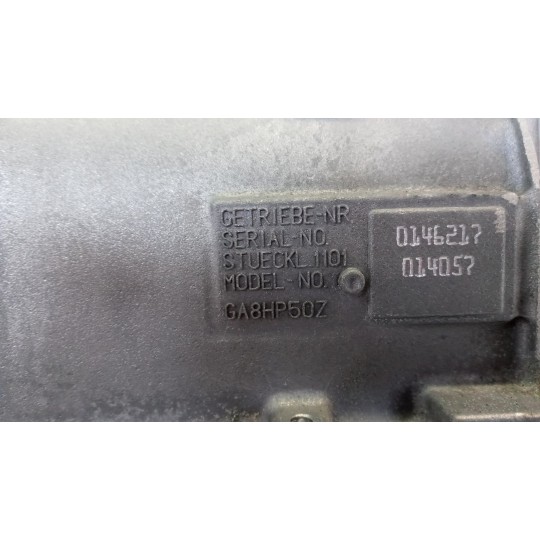 GETRIEBE-NR.
SERIAL-NO.
STUECKL.1101
MODEL-NO.
GA8HP50Z
0146217
014057